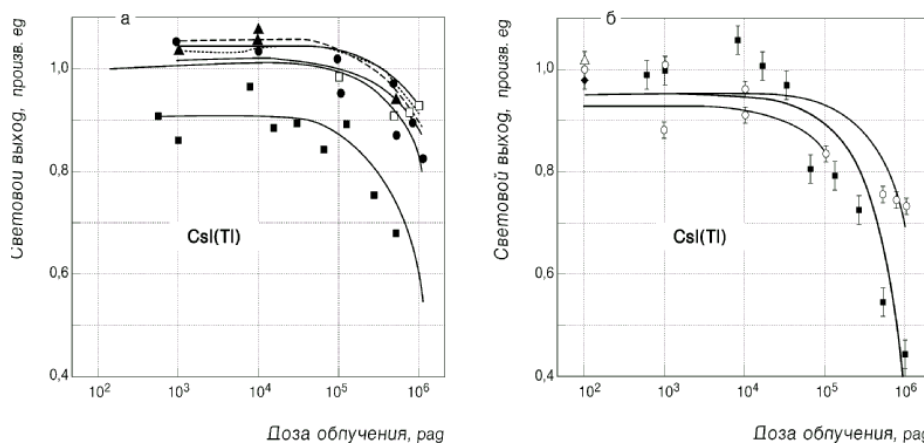 а
Световой выход, произв. ед
1,0
0,8
0,6
0,4
CsI(Tl)
10²
10³
10⁴
10⁵
10⁶
Доза облучения, рад
б
Световой выход, произв. ед
1,0
0,8
0,6
0,4
CsI(Tl)
10²
10³
10⁴
10⁵
10⁶
Доза облучения, рад